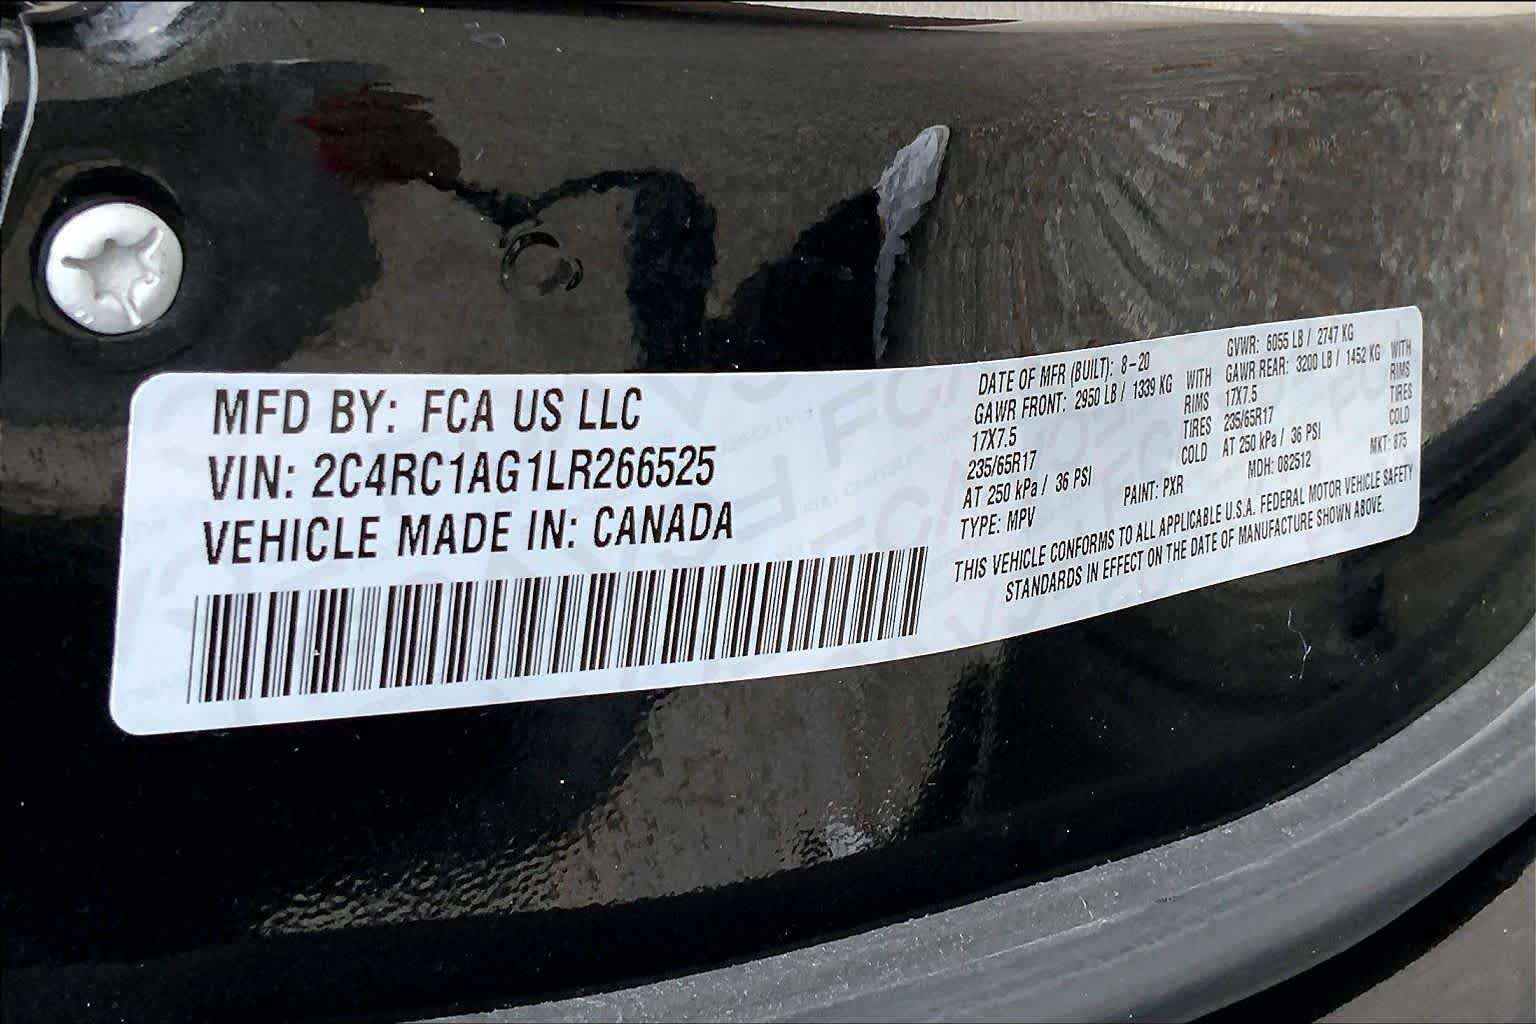 MFD BY: FCA US LLC
VIN: 2C4RC1AG1LR266525
VEHICLE MADE IN: CANADA
DATE OF MFR (BUILT): 8-20
GVWR: 6055 LB / 2747 KG
GAWR FRONT: 2950 LB / 1339 KG WITH
17X7.5 RIMS
235/65R17 TIRES
AT 250 kPa / 36 PSI COLD
GAWR REAR: 3200 LB / 1452 KG WITH
17X7.5 RIMS
235/65R17 TIRES
AT 250 kPa / 36 PSI COLD
TYPE: MPV PAINT: PXR MDH: 082512 MKT: 875
THIS VEHICLE CONFORMS TO ALL APPLICABLE U.S.A. FEDERAL MOTOR VEHICLE SAFETY
STANDARDS IN EFFECT ON THE DATE OF MANUFACTURE SHOWN ABOVE.